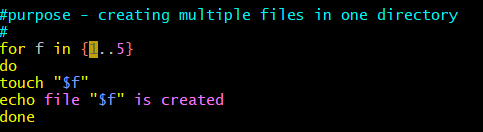 #purpose - creating multiple files in one directory
#
for f in {1..5}
do
touch "$f"
echo file "$f" is created
done